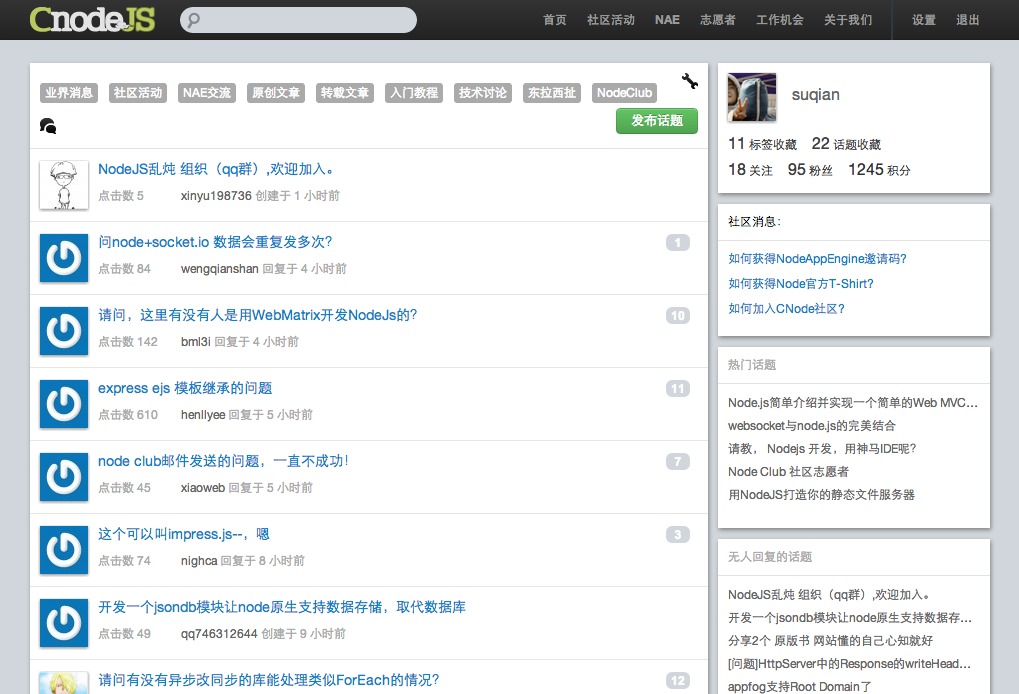 CnodeJS
首页 社区活动 NAE 志愿者 工作机会 关于我们 设置 退出
业界消息 社区活动 NAE交流 原创文章 转载文章 入门教程 技术讨论 东拉西扯 NodeClub
发布话题
NodeJS乱炖 组织（qq群）,欢迎加入。
点击数 5 xinyu198736 创建于 1 小时前
问node+socket.io 数据会重复发多次? 1
点击数 84 wengqianshan 回复于 4 小时前
请问，这里有没有人是用WebMatrix开发NodeJs的? 10
点击数 142 bml3i 回复于 4 小时前
express ejs 模板继承的问题 11
点击数 610 henllyee 回复于 5 小时前
node club邮件发送的问题，一直不成功! 7
点击数 45 xiaoweb 回复于 5 小时前
这个可以叫impress.js--，嗯 3
点击数 74 nighca 回复于 8 小时前
开发一个jsondb模块让node原生支持数据存储，取代数据库
点击数 49 qq746312644 创建于 9 小时前
请问有没有异步改同步的库能处理类似ForEach的情况? 12
suqian
11 标签收藏 22 话题收藏
18 关注 95 粉丝 1245 积分
社区消息:
如何获得NodeAppEngine邀请码?
如何获得Node官方T-Shirt?
如何加入CNode社区?
热门话题
Node.js简单介绍并实现一个简单的Web MVC...
websocket与node.js的完美结合
请教， Nodejs 开发，用神马IDE呢?
Node Club 社区志愿者
用NodeJS打造你的静态文件服务器
无人回复的话题
NodeJS乱炖 组织（qq群）,欢迎加入。
开发一个jsondb模块让node原生支持数据存...
分享2个 原版书 网站懂的自己心知就好
[问题]HttpServer中的Response的writeHead...
appfog支持Root Domain了